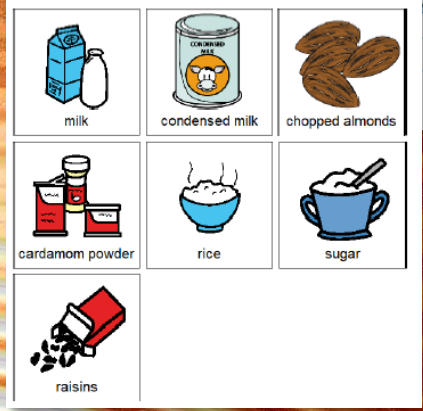 CONDENSED
MILK
milk
condensed milk
chopped almonds
cardamom powder
rice
sugar
raisins